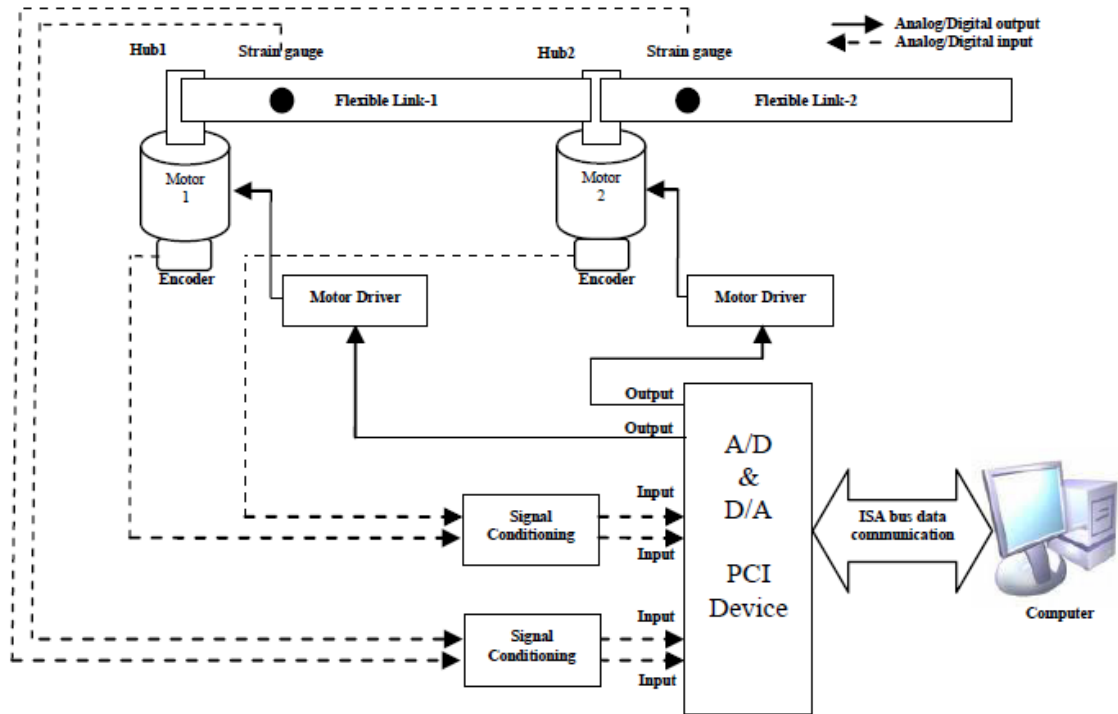 Analog/Digital output
Analog/Digital input
Hub1
Strain gauge
Hub2
Strain gauge
Flexible Link-1
Flexible Link-2
Motor
1
Motor
2
Encoder
Encoder
Motor Driver
Motor Driver
Output
Output
A/D
&
D/A
PCI
Device
Input
Signal
Conditioning
Input
ISA bus data
communication
Computer
Input
Signal
Conditioning
Input